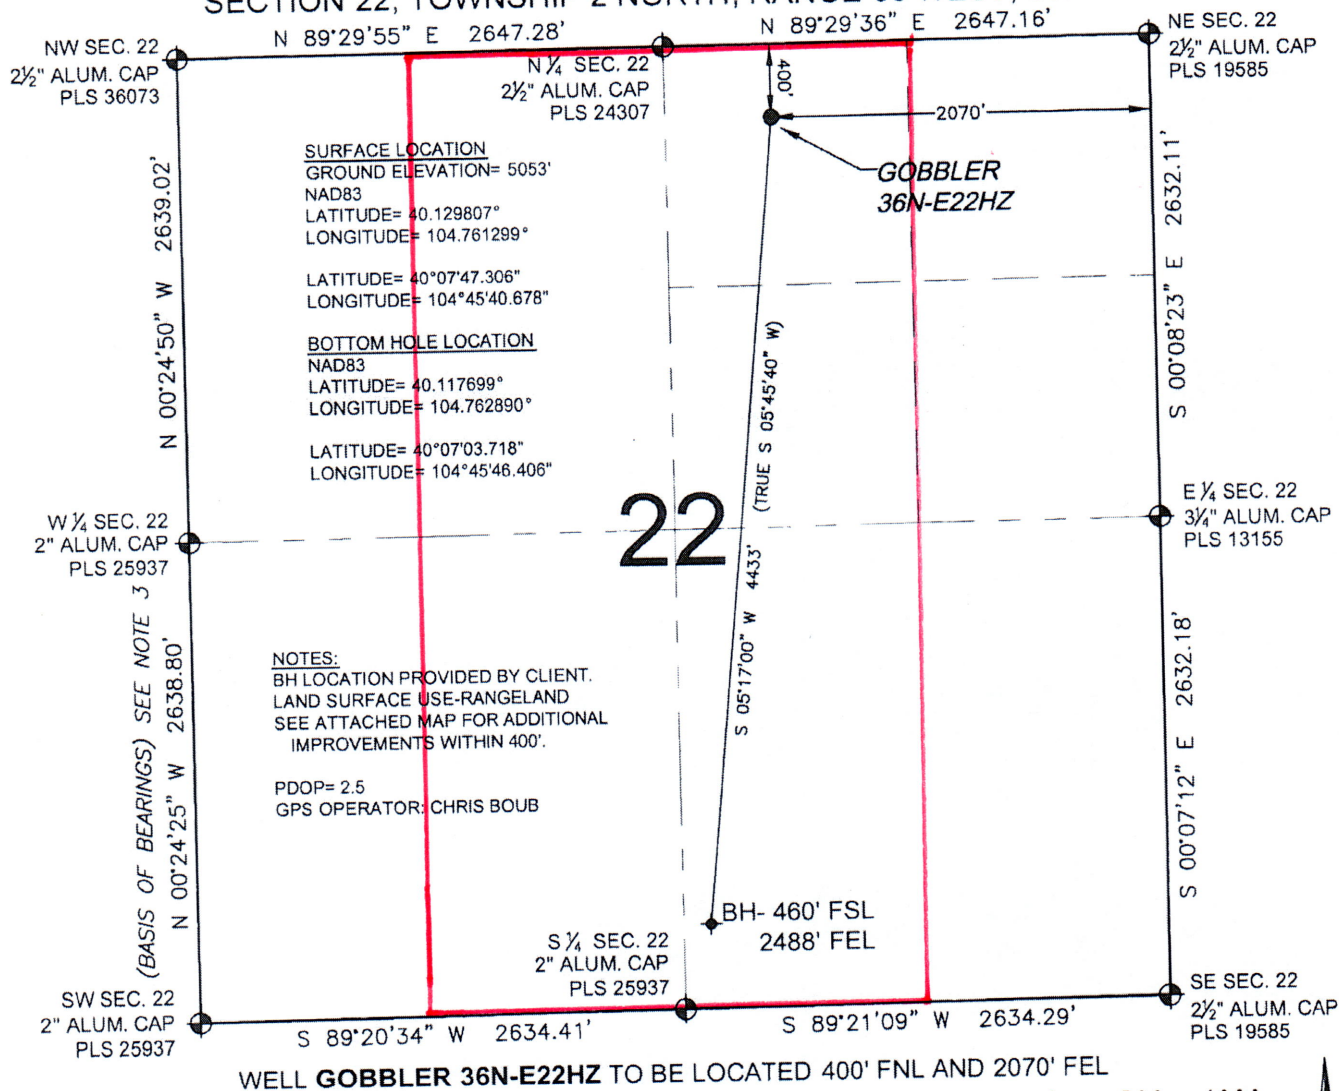 SECTION 22, TOWNSHIP 2 NORTH, RANGE
N 89°29'55" E 2647.28'
N 89°29'36" E 2647.16'
NW SEC. 22
2½" ALUM. CAP
PLS 36073
N ¼ SEC. 22
2½" ALUM. CAP
PLS 24307
NE SEC. 22
2½" ALUM. CAP
PLS 19585
400'
2070'
GOBBLER
36N-E22HZ
SURFACE LOCATION
GROUND ELEVATION= 5053'
NAD83
LATITUDE= 40.129807°
LONGITUDE= 104.761299°
LATITUDE= 40°07'47.306"
LONGITUDE= 104°45'40.678"
BOTTOM HOLE LOCATION
NAD83
LATITUDE= 40.117699°
LONGITUDE= 104.762890°
LATITUDE= 40°07'03.718"
LONGITUDE= 104°45'46.406"
N 00°24'50" W 2639.02'
S 00°08'23" E 2632.11'
22
S 05°17'00" W 4433' (TRUE S 05°45'40" W)
W ¼ SEC. 22
2" ALUM. CAP
PLS 25937
E ¼ SEC. 22
3¼" ALUM. CAP
PLS 13155
(BASIS OF BEARINGS) SEE NOTE 3
N 00°24'25" W 2638.80'
S 00°07'12" E 2632.18'
NOTES:
BH LOCATION PROVIDED BY CLIENT.
LAND SURFACE USE-RANGELAND
SEE ATTACHED MAP FOR ADDITIONAL
IMPROVEMENTS WITHIN 400'.
PDOP= 2.5
GPS OPERATOR: CHRIS BOUB
BH- 460' FSL
2488' FEL
S ¼ SEC. 22
2" ALUM. CAP
PLS 25937
SW SEC. 22
2" ALUM. CAP
PLS 25937
SE SEC. 22
2½" ALUM. CAP
PLS 19585
S 89°20'34" W 2634.41'
S 89°21'09" W 2634.29'
WELL GOBBLER 36N-E22HZ TO BE LOCATED 400' FNL AND 2070' FEL